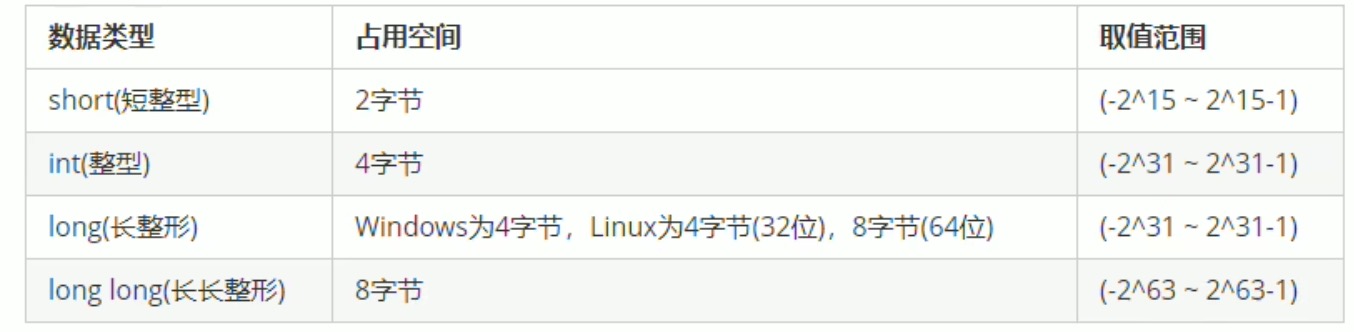 数据类型 占用空间 取值范围
short(短整型) 2字节 (-2^15 ~ 2^15-1)
int(整型) 4字节 (-2^31 ~ 2^31-1)
long(长整形) Windows为4字节，Linux为4字节(32位)，8字节(64位) (-2^31 ~ 2^31-1)
long long(长长整形) 8字节 (-2^63 ~ 2^63-1)